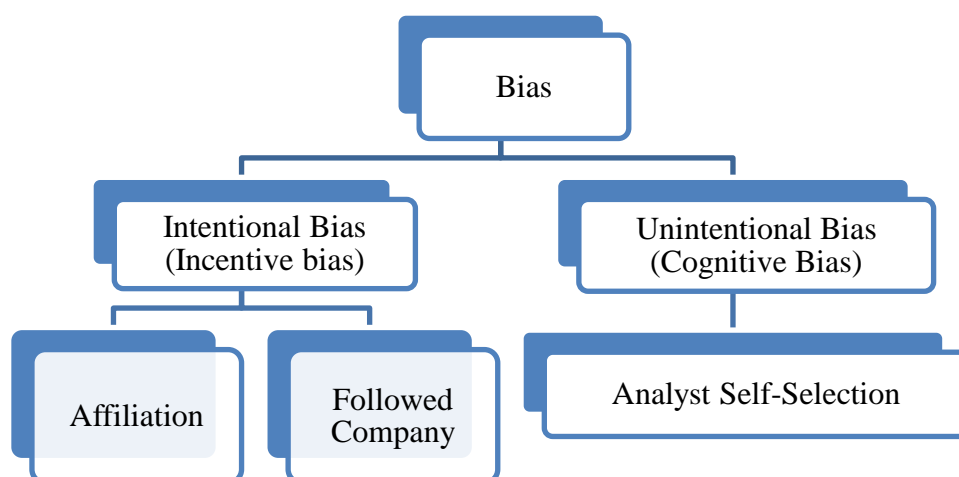 Bias
Intentional Bias
(Incentive bias)
Unintentional Bias
(Cognitive Bias)
Affiliation
Followed
Company
Analyst Self-Selection